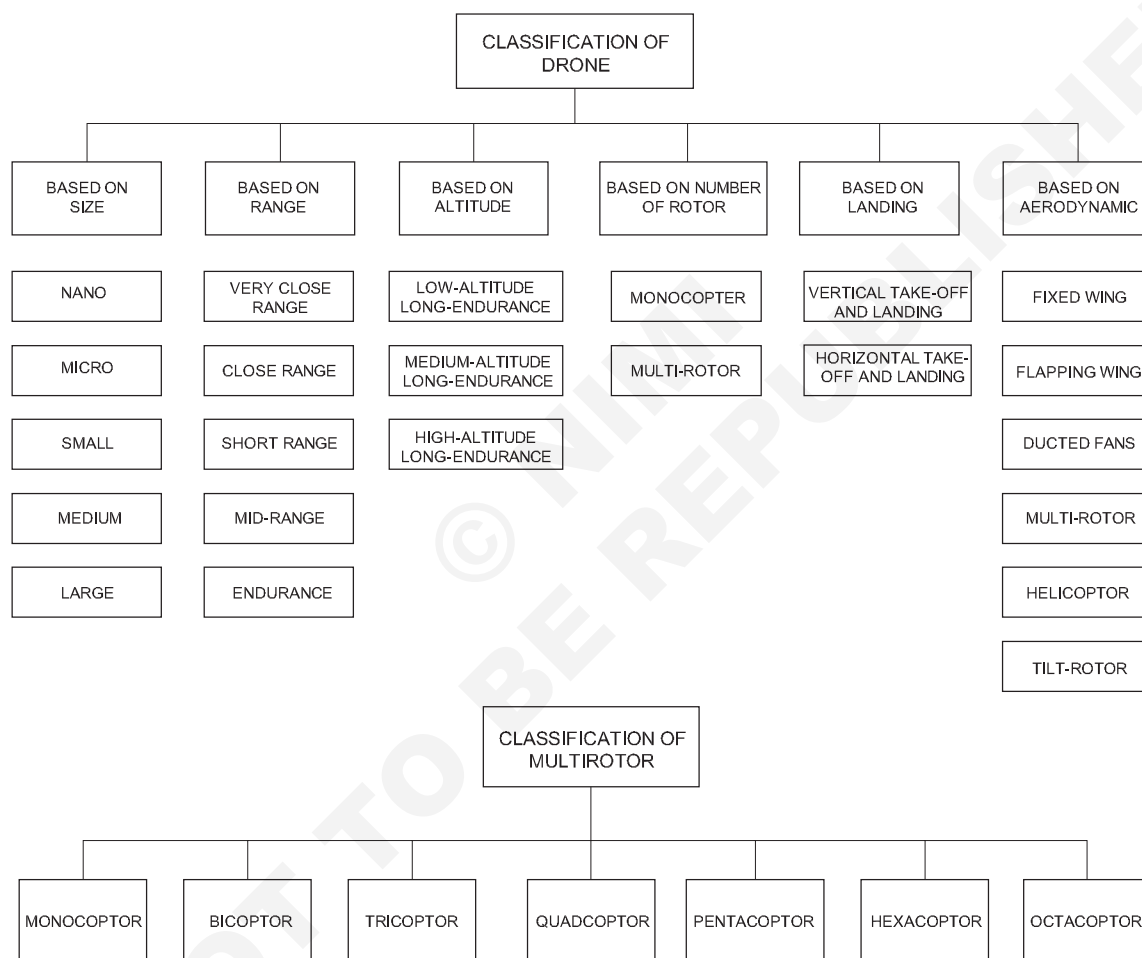 CLASSIFICATION OF
DRONE
BASED ON
SIZE
BASED ON
RANGE
BASED ON
ALTITUDE
BASED ON NUMBER
OF ROTOR
BASED ON
LANDING
BASED ON
AERODYNAMIC
NANO
VERY CLOSE
RANGE
LOW-ALTITUDE
LONG-ENDURANCE
MONOCOPTER
VERTICAL TAKE-OFF
AND LANDING
FIXED WING
MICRO
CLOSE RANGE
MEDIUM-ALTITUDE
LONG-ENDURANCE
MULTI-ROTOR
HORIZONTAL TAKE-
OFF AND LANDING
FLAPPING WING
SMALL
SHORT RANGE
HIGH-ALTITUDE
LONG-ENDURANCE
DUCTED FANS
MEDIUM
MID-RANGE
MULTI-ROTOR
LARGE
ENDURANCE
HELICOPTOR
TILT-ROTOR
CLASSIFICATION OF
MULTIROTOR
MONOCOPTOR
BICOPTOR
TRICOPTOR
QUADCOPTOR
PENTACOPTOR
HEXACOPTOR
OCTACOPTOR
© NIMI
TO BE